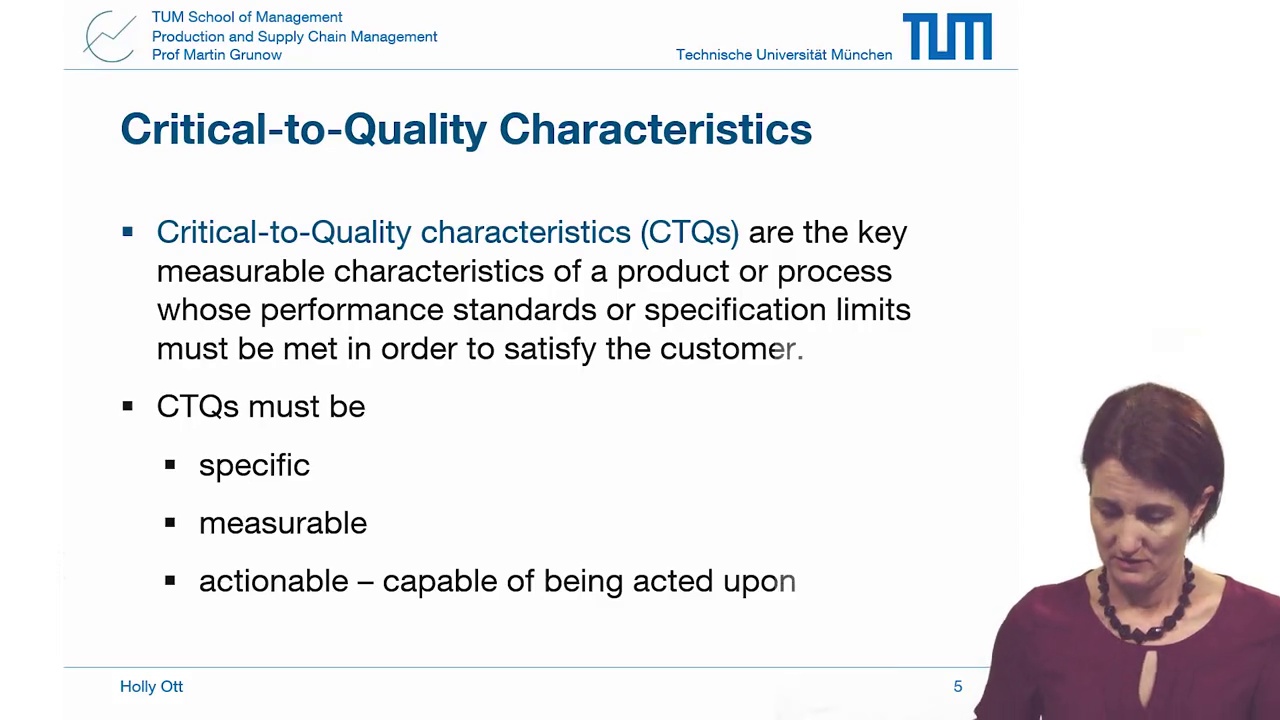 TUM School of Management
Production and Supply Chain Management
Prof Martin Grunow
Technische Universität München
TUM
Critical-to-Quality Characteristics
▪ Critical-to-Quality characteristics (CTQs) are the key
measurable characteristics of a product or process
whose performance standards or specification limits
must be met in order to satisfy the customer.
▪ CTQs must be
▪ specific
▪ measurable
▪ actionable – capable of being acted upon
Holly Ott
5